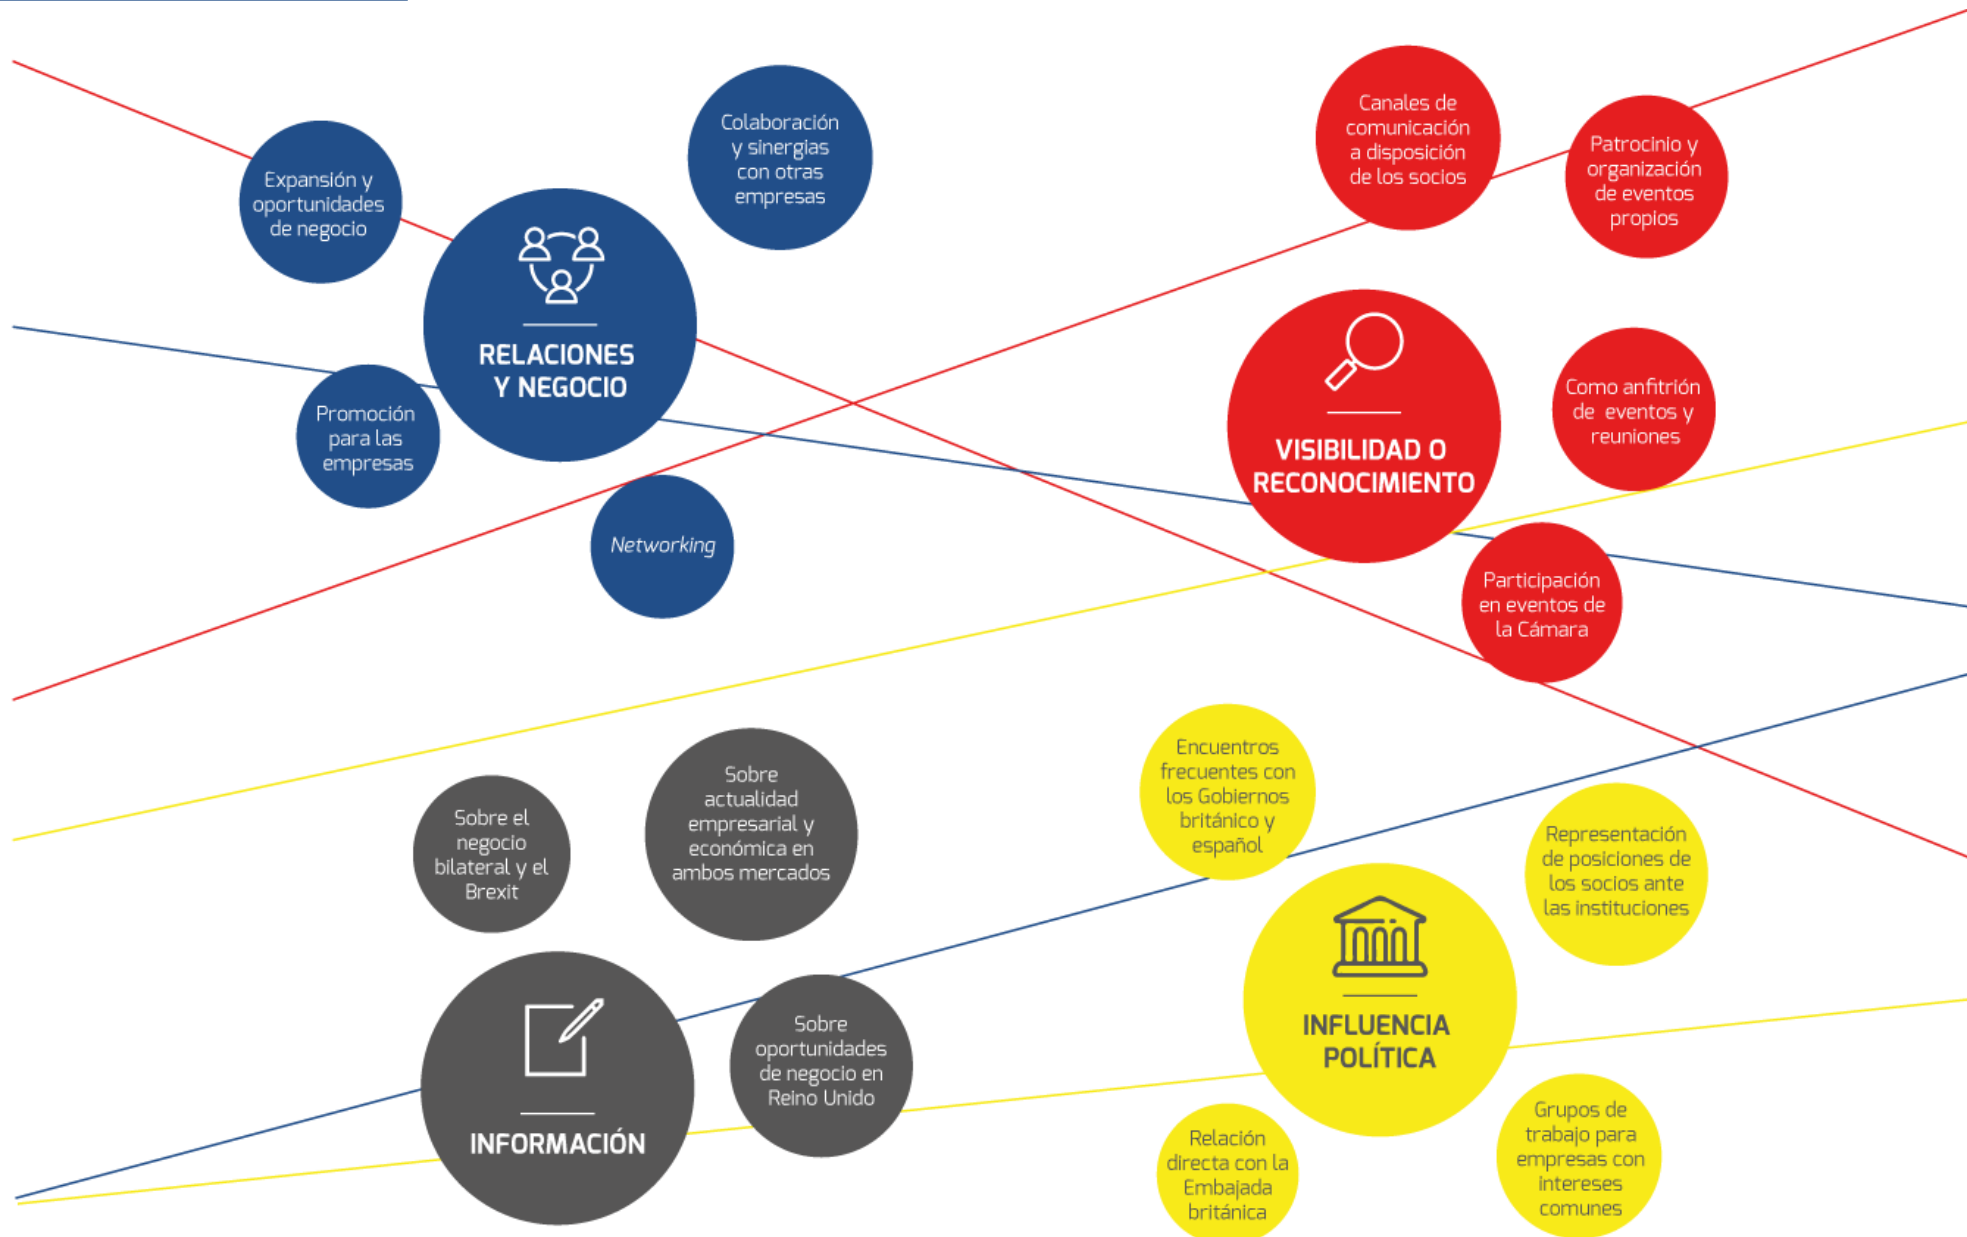 Expansión y
oportunidades
de negocio
Colaboración
y sinergias
con otras
empresas
RELACIONES
Y NEGOCIO
Promoción
para las
empresas
Networking
Canales de
comunicación
a disposición
de los socios
Patrocinio y
organización
de eventos
propios
VISIBILIDAD O
RECONOCIMIENTO
Como anfitrión
de eventos y
reuniones
Participación
en eventos de
la Cámara
Sobre el
negocio
bilateral y el
Brexit
Sobre
actualidad
empresarial y
económica en
ambos mercados
INFORMACIÓN
Sobre
oportunidades
de negocio en
Reino Unido
Encuentros
frecuentes con
los Gobiernos
británico y
español
Representación
de posiciones de
los socios ante
las instituciones
INFLUENCIA
POLÍTICA
Relación
directa con la
Embajada
británica
Grupos de
trabajo para
empresas con
intereses
comunes